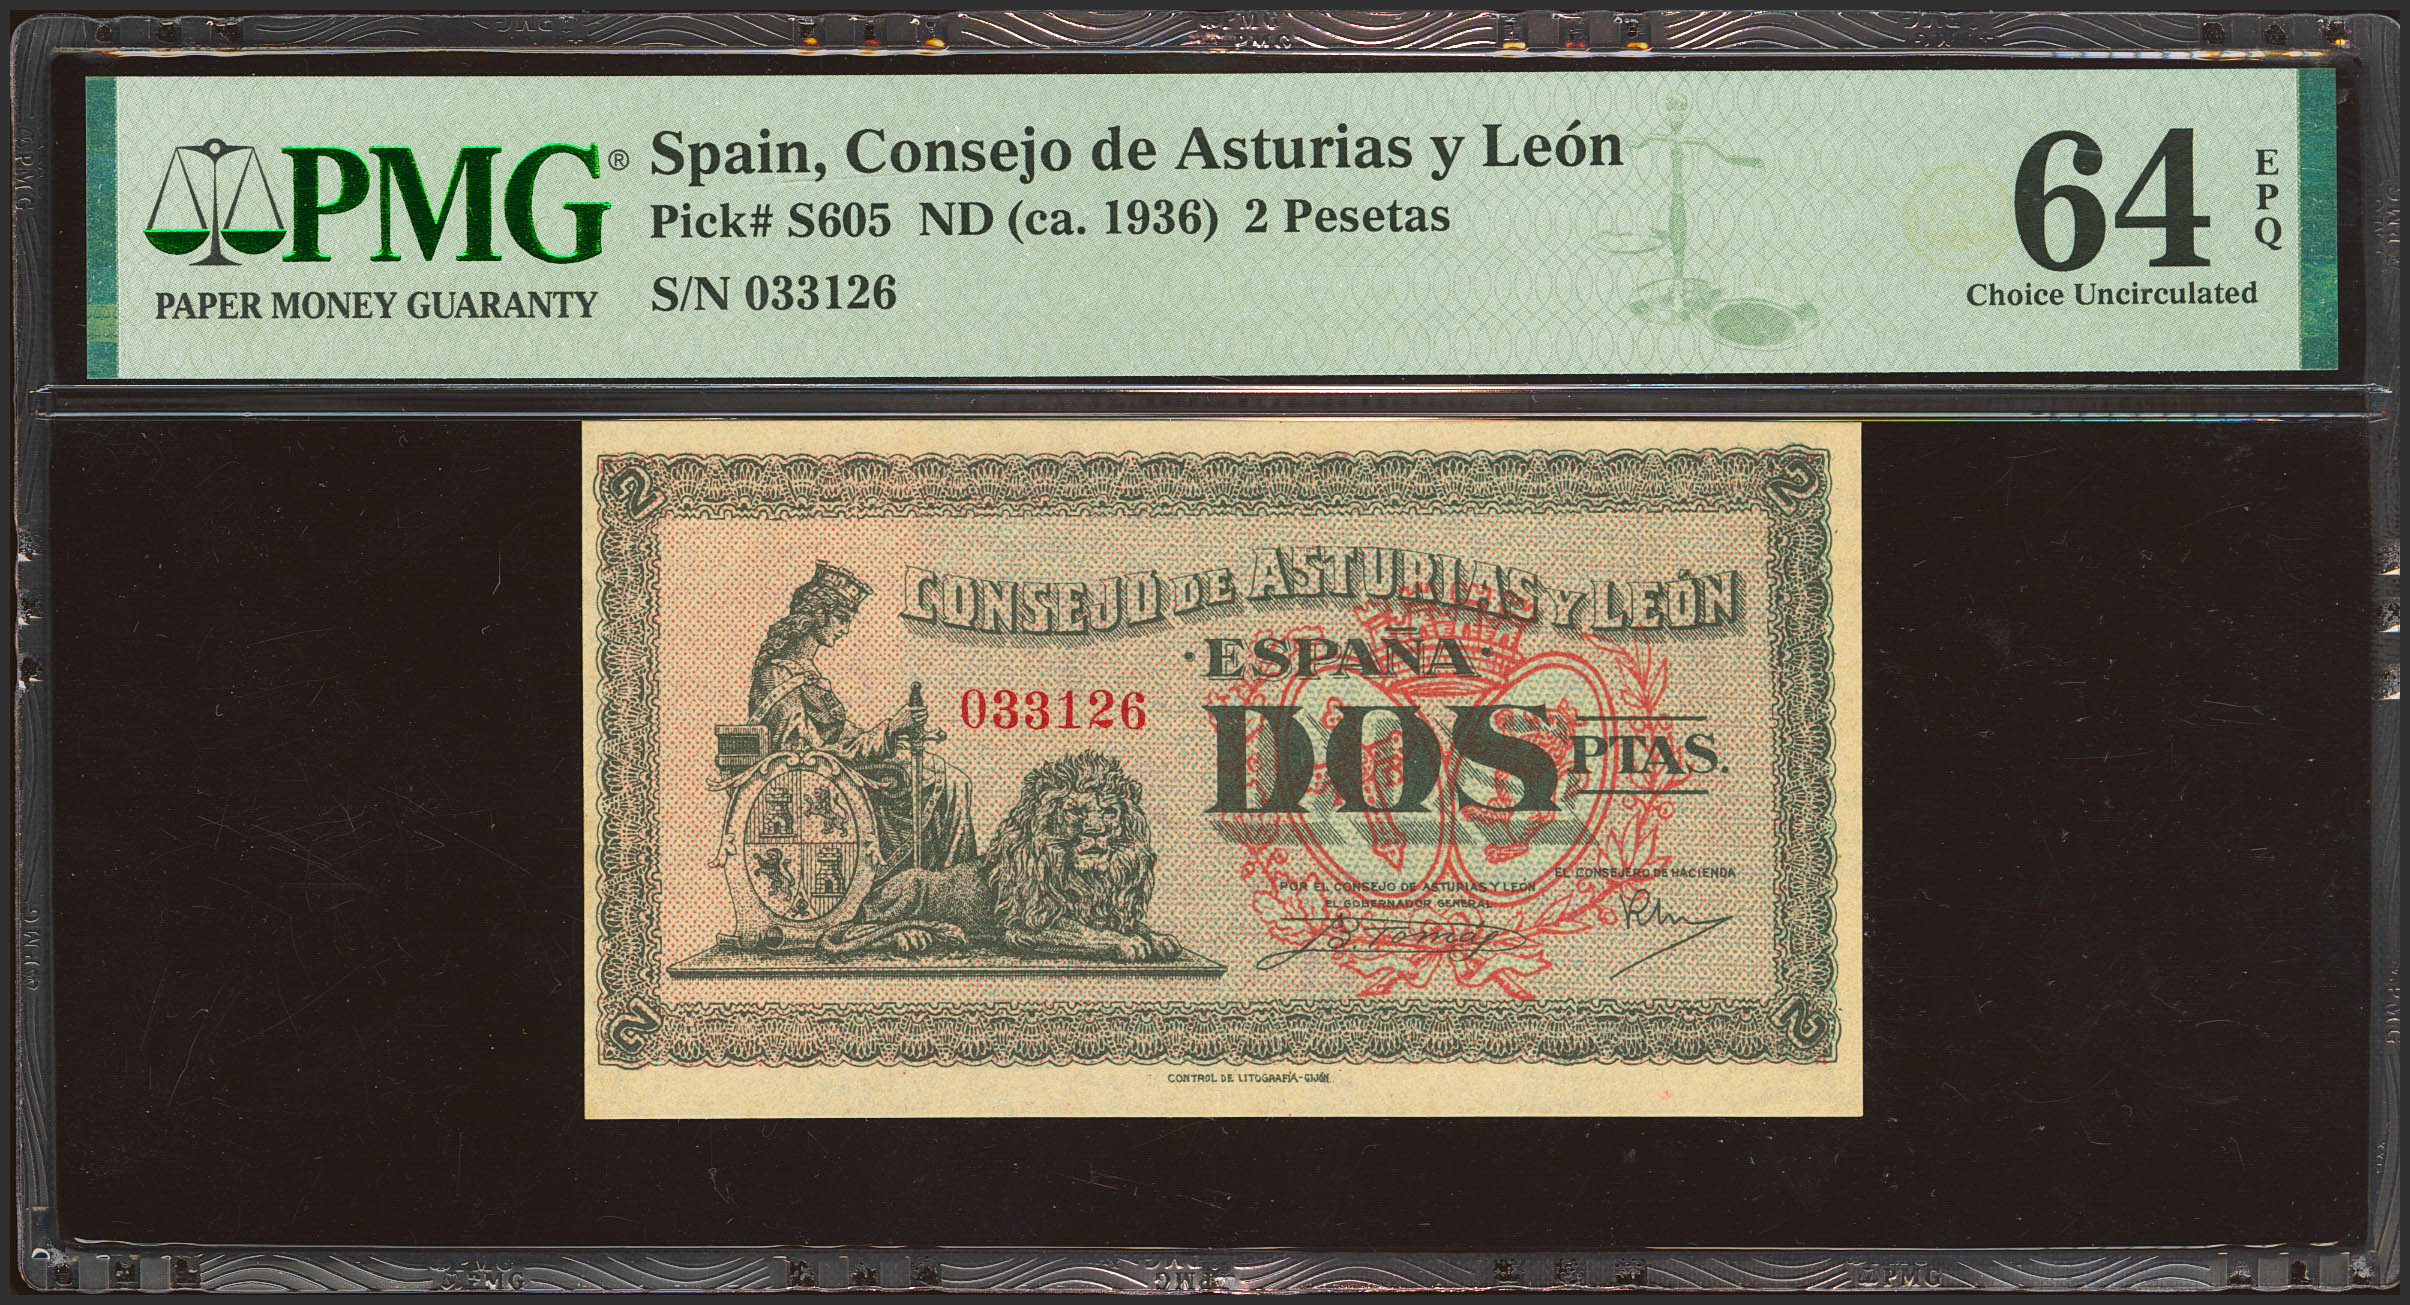 PMG®
PAPER MONEY GUARANTY
Spain, Consejo de Asturias y León
Pick# S605 ND (ca. 1936) 2 Pesetas
S/N 033126
64
EPQ
Choice Uncirculated
2
2
CONSEJO DE ASTURIAS Y LEÓN
·ESPAÑA·
033126
DOS PTAS.
POR EL CONSEJO DE ASTURIAS Y LEÓN
EL GOBERNADOR GENERAL
EL CONSEJERO DE HACIENDA
B Tomás
2
2
CONTROL DE LITOGRAFÍA-GIJÓN